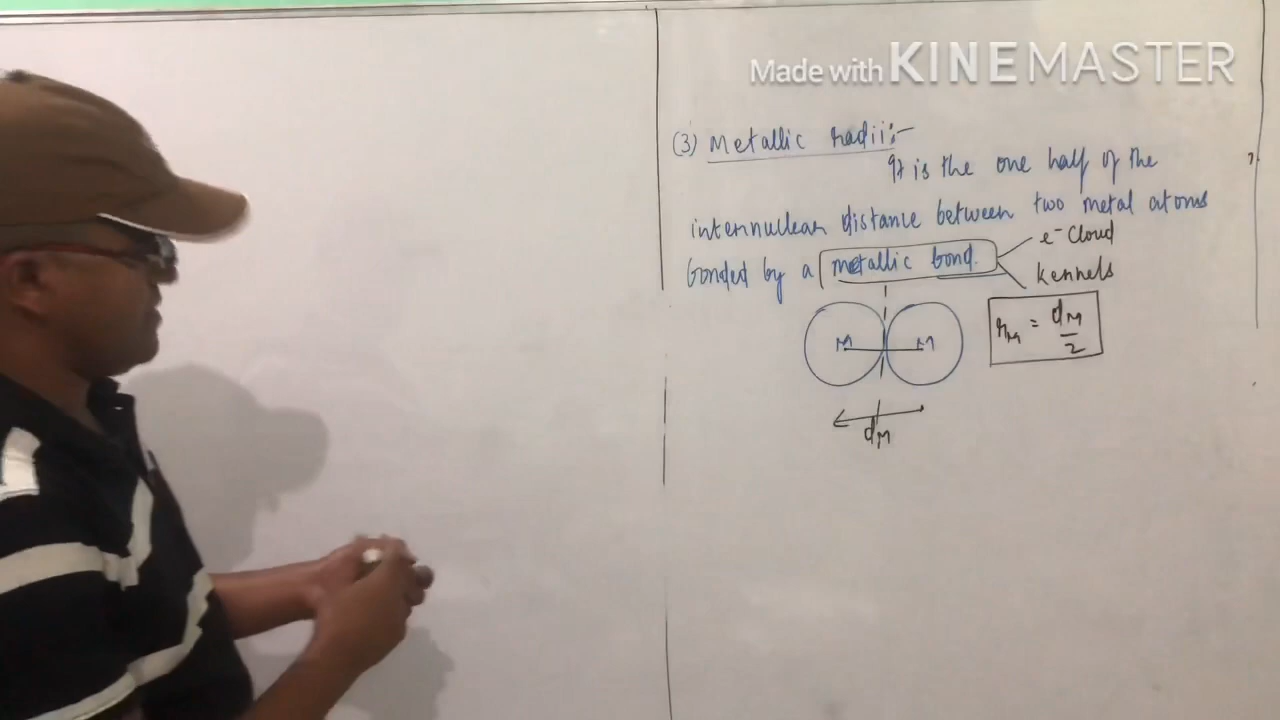 Made with KINEMASTER
(3) Metallic radii:-
It is the one half of the
internuclear distance between two metal atoms
bonded by a metallic bond.
e- cloud
Kernels
M M
rM = dM/2
dM